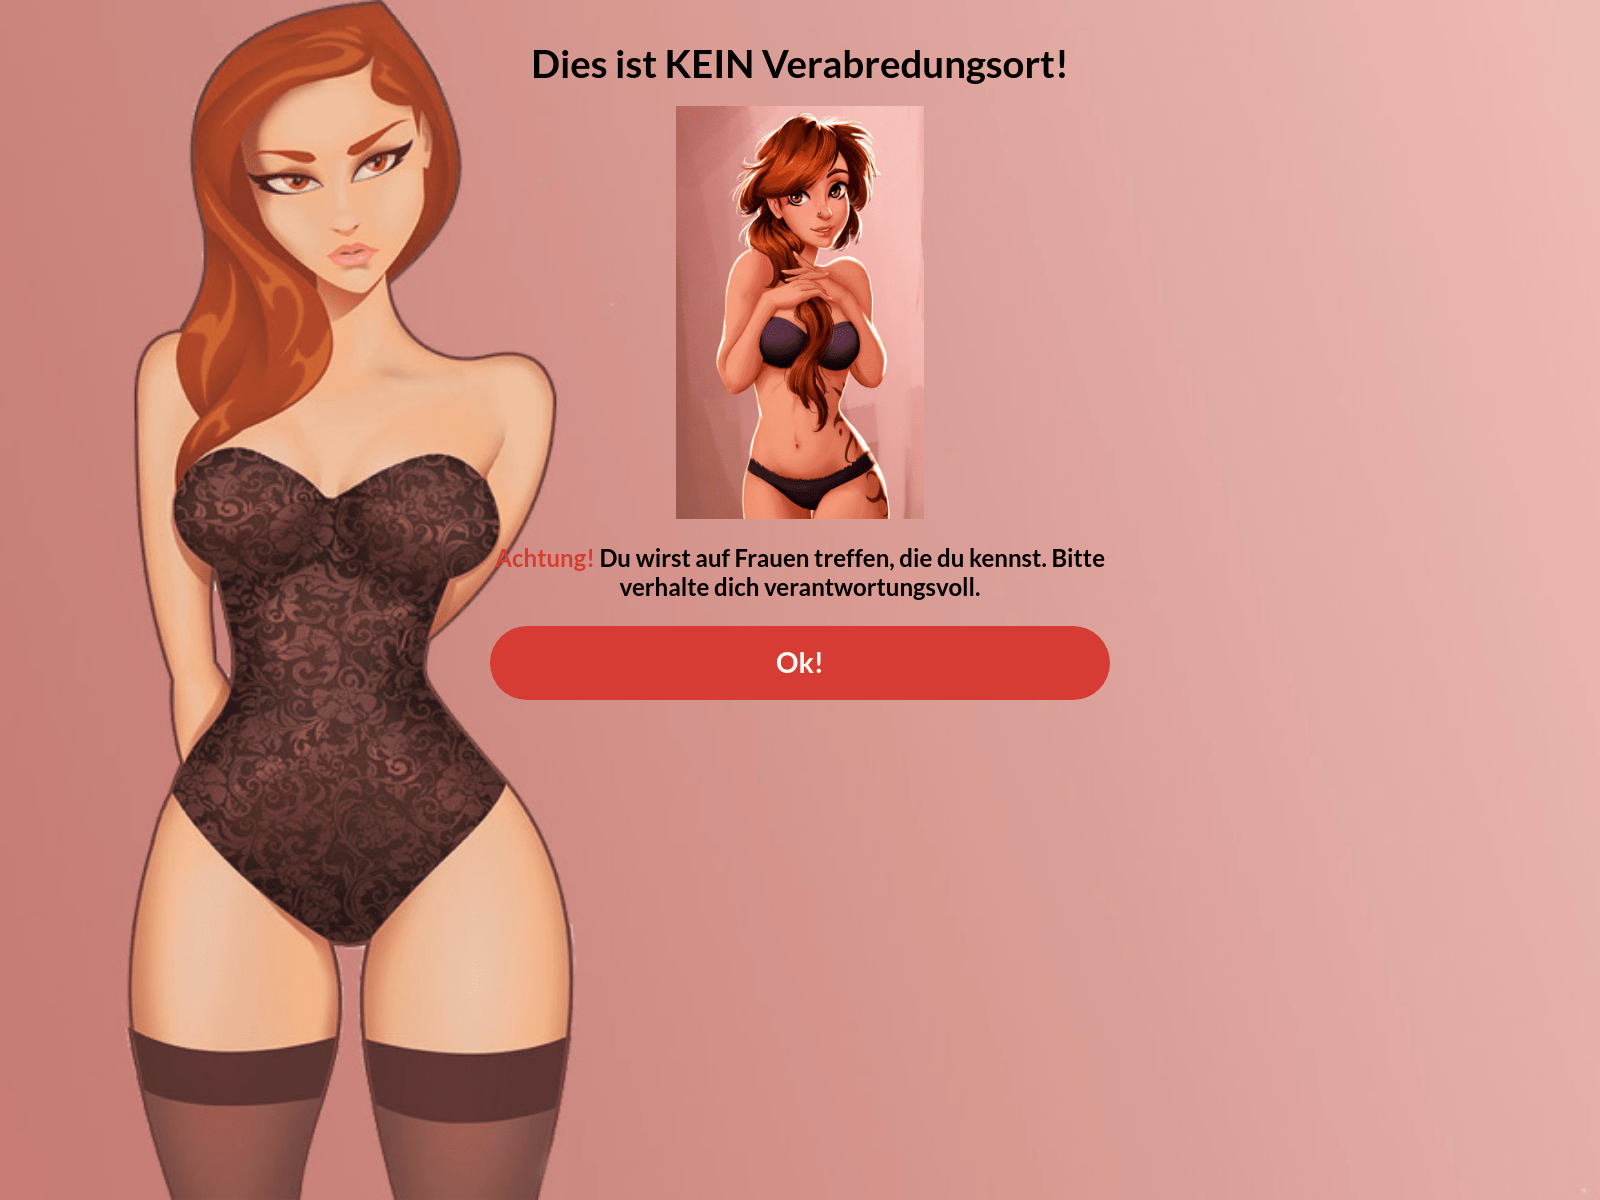 Dies ist KEIN Verabredungsort!
Achtung! Du wirst auf Frauen treffen, die du kennst. Bitte
verhalte dich verantwortungsvoll.
Ok!